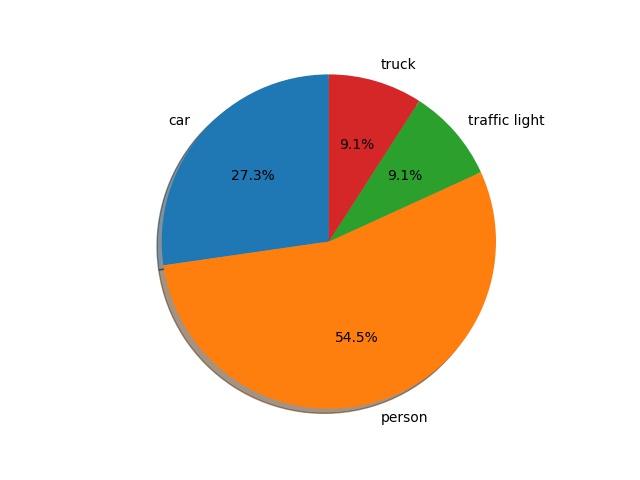 truck
car
traffic light
9.1%
27.3%
9.1%
54.5%
person